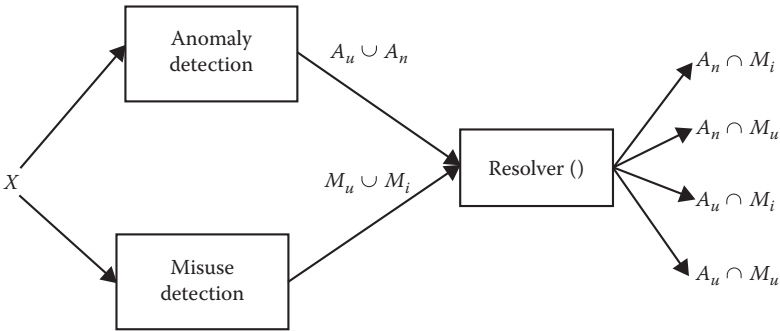 Anomaly
detection
A_u ∪ A_n
X
Misuse
detection
M_u ∪ M_i
Resolver ()
A_n ∩ M_i
A_n ∩ M_u
A_u ∩ M_i
A_u ∩ M_u